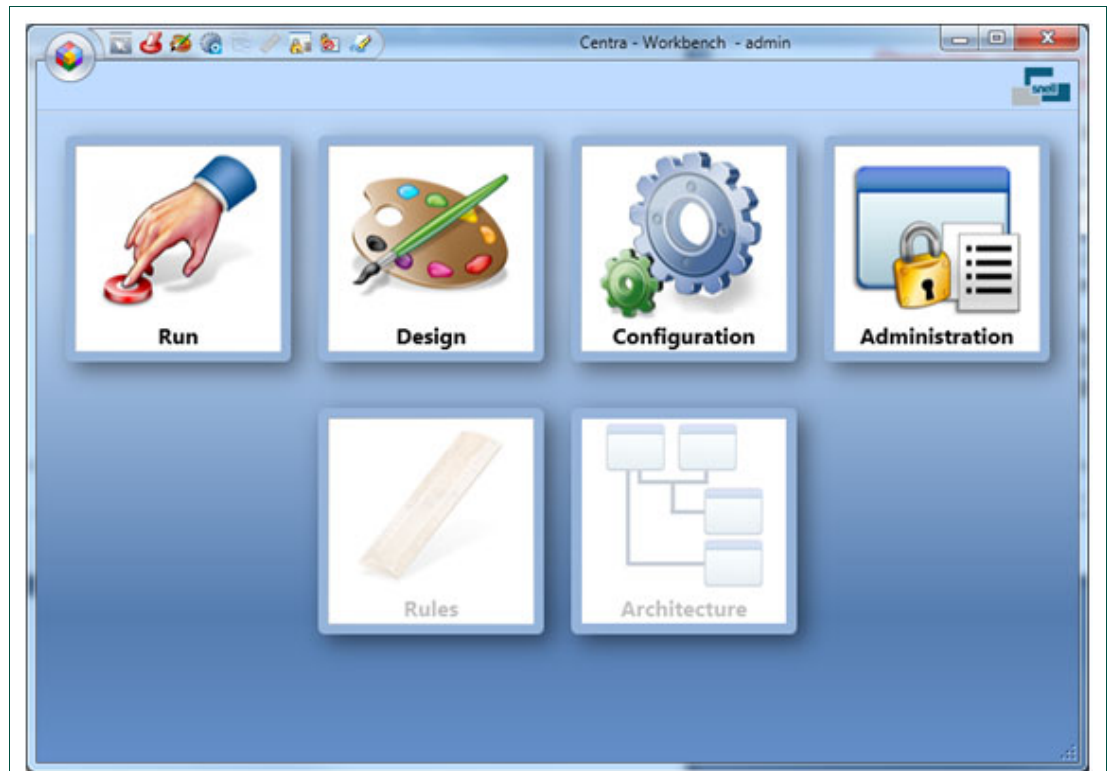 Centra - Workbench - admin
snell
Run
Design
Configuration
Administration
Rules
Architecture